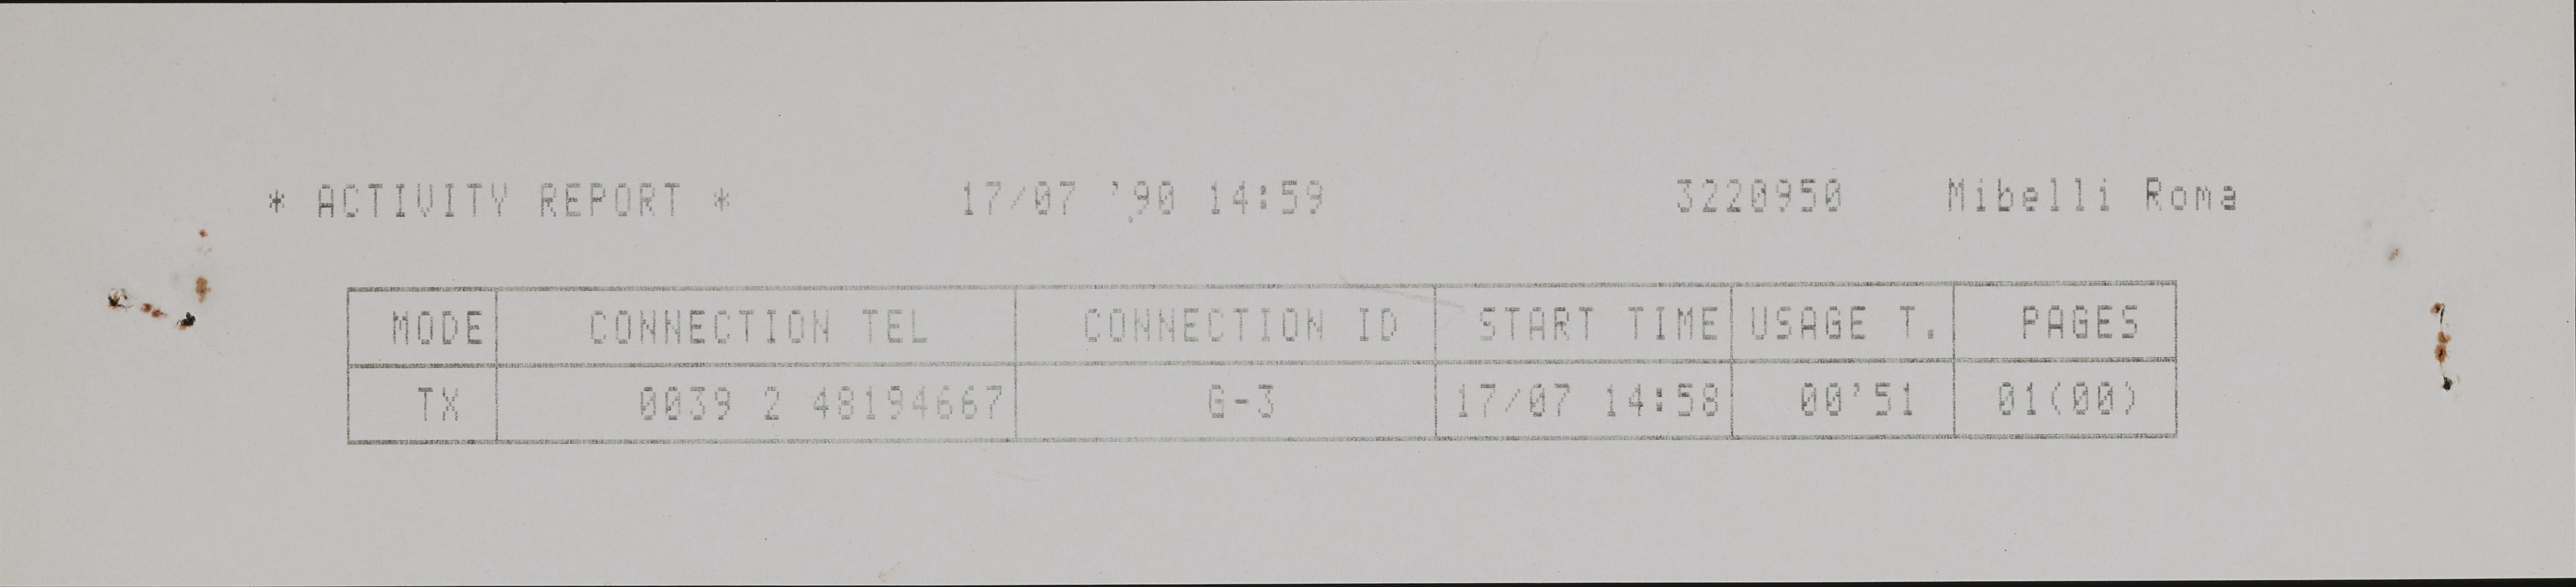 * ACTIVITY REPORT * 17/07 '90 14:59 3220950 Mibelli Roma
MODE CONNECTION TEL CONNECTION ID START TIME USAGE T. PAGES
TX 0039 2 48194667 G-3 17/07 14:58 00'51 01(00)